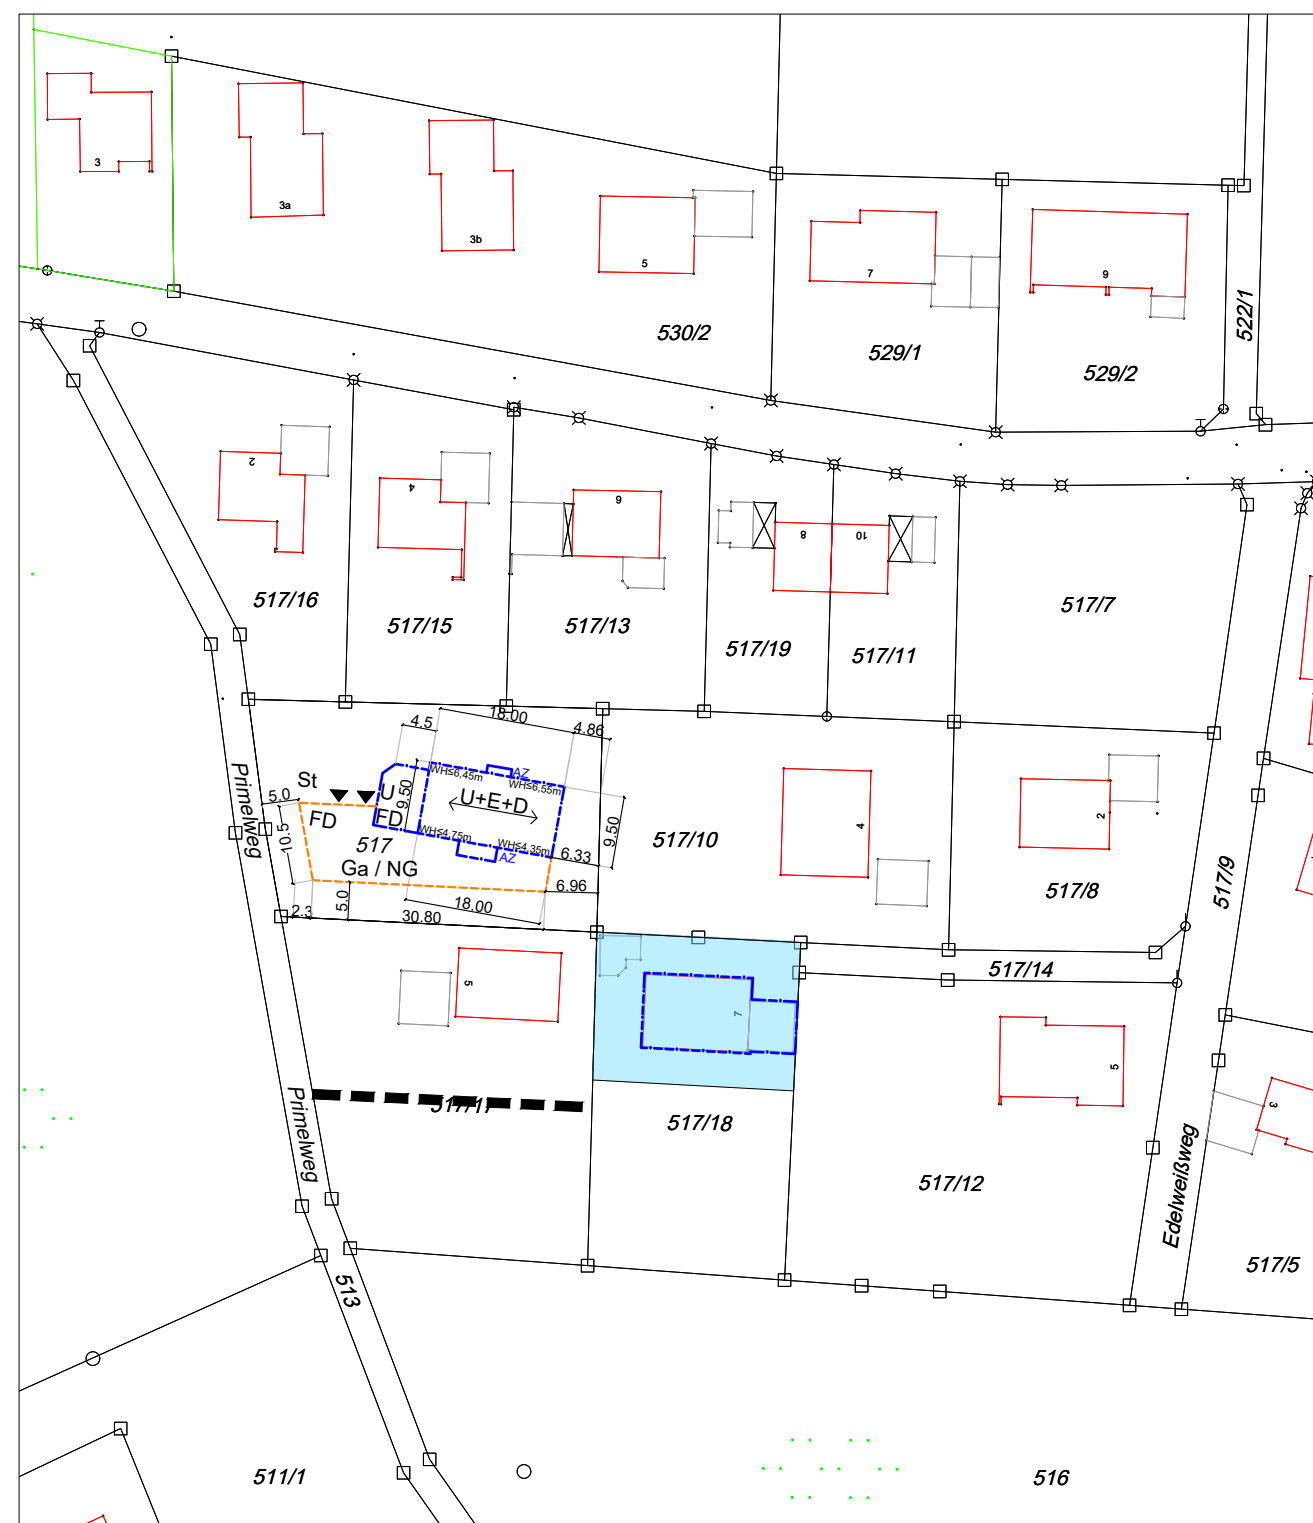 3
3a
3b
5
7
9
530/2
529/1
529/2
522/1
2
4
6
8
10
517/16
517/15
517/13
517/19
517/11
517/7
4.5
18.00
4.86
WH≤6,45m
AZ
WH≤6,55m
St
U
9.50
U+E+D
5.0
FD
FD
10.5
WH≤4,75m
WH≤4,35m
AZ
9.50
517
Ga / NG
6.33
6.96
2.3
5.0
18.00
30.80
Primelweg
517/10
4
2
517/8
517/9
517/14
5
7
5
3
Primelweg
517/17
517/18
517/12
Edelweißweg
517/5
513
511/1
516